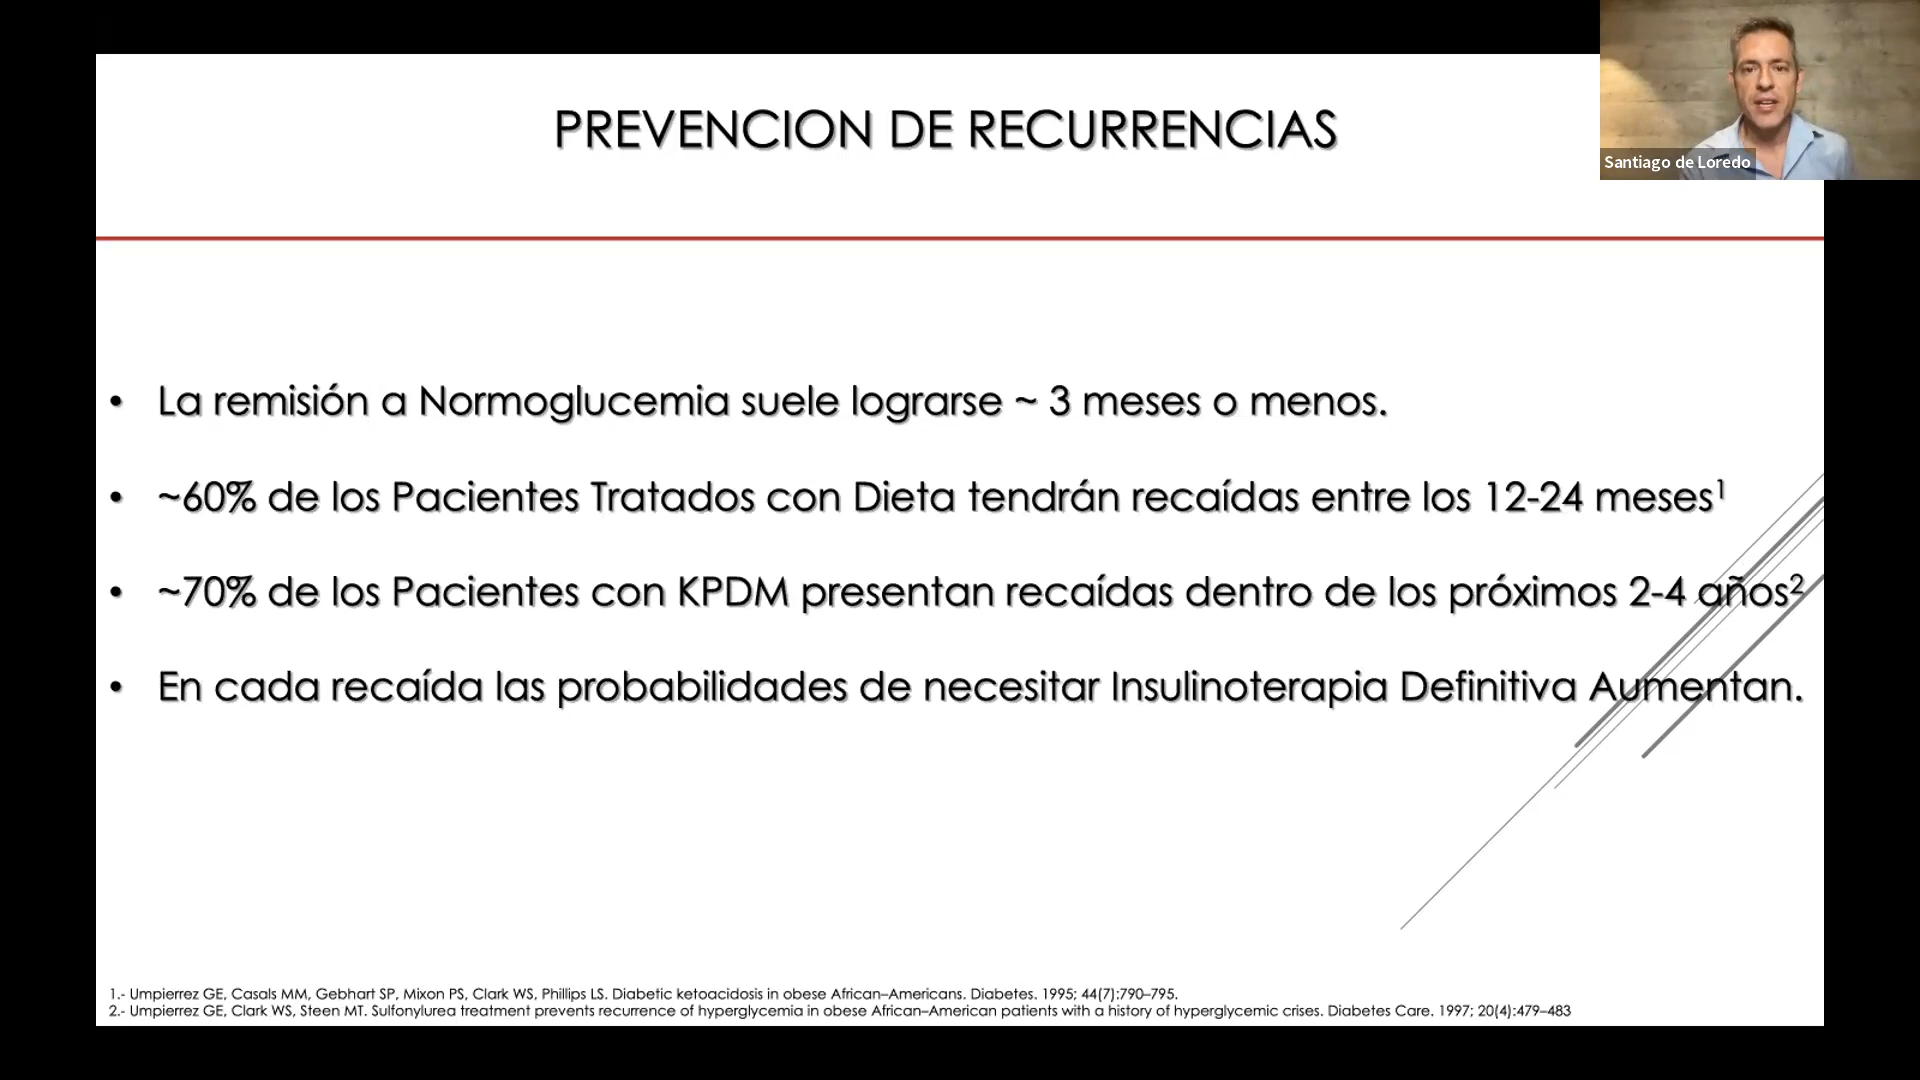 PREVENCION DE RECURRENCIAS
Santiago de Loredo
• La remisión a Normoglucemia suele lograrse ~ 3 meses o menos.
• ~60% de los Pacientes Tratados con Dieta tendrán recaídas entre los 12-24 meses¹
• ~70% de los Pacientes con KPDM presentan recaídas dentro de los próximos 2-4 años²
• En cada recaída las probabilidades de necesitar Insulinoterapia Definitiva Aumentan.
1.- Umpierrez GE, Casals MM, Gebhart SP, Mixon PS, Clark WS, Phillips LS. Diabetic ketoacidosis in obese African–Americans. Diabetes. 1995; 44(7):790–795.
2.- Umpierrez GE, Clark WS, Steen MT. Sulfonylurea treatment prevents recurrence of hyperglycemia in obese African–American patients with a history of hyperglycemic crises. Diabetes Care. 1997; 20(4):479–483